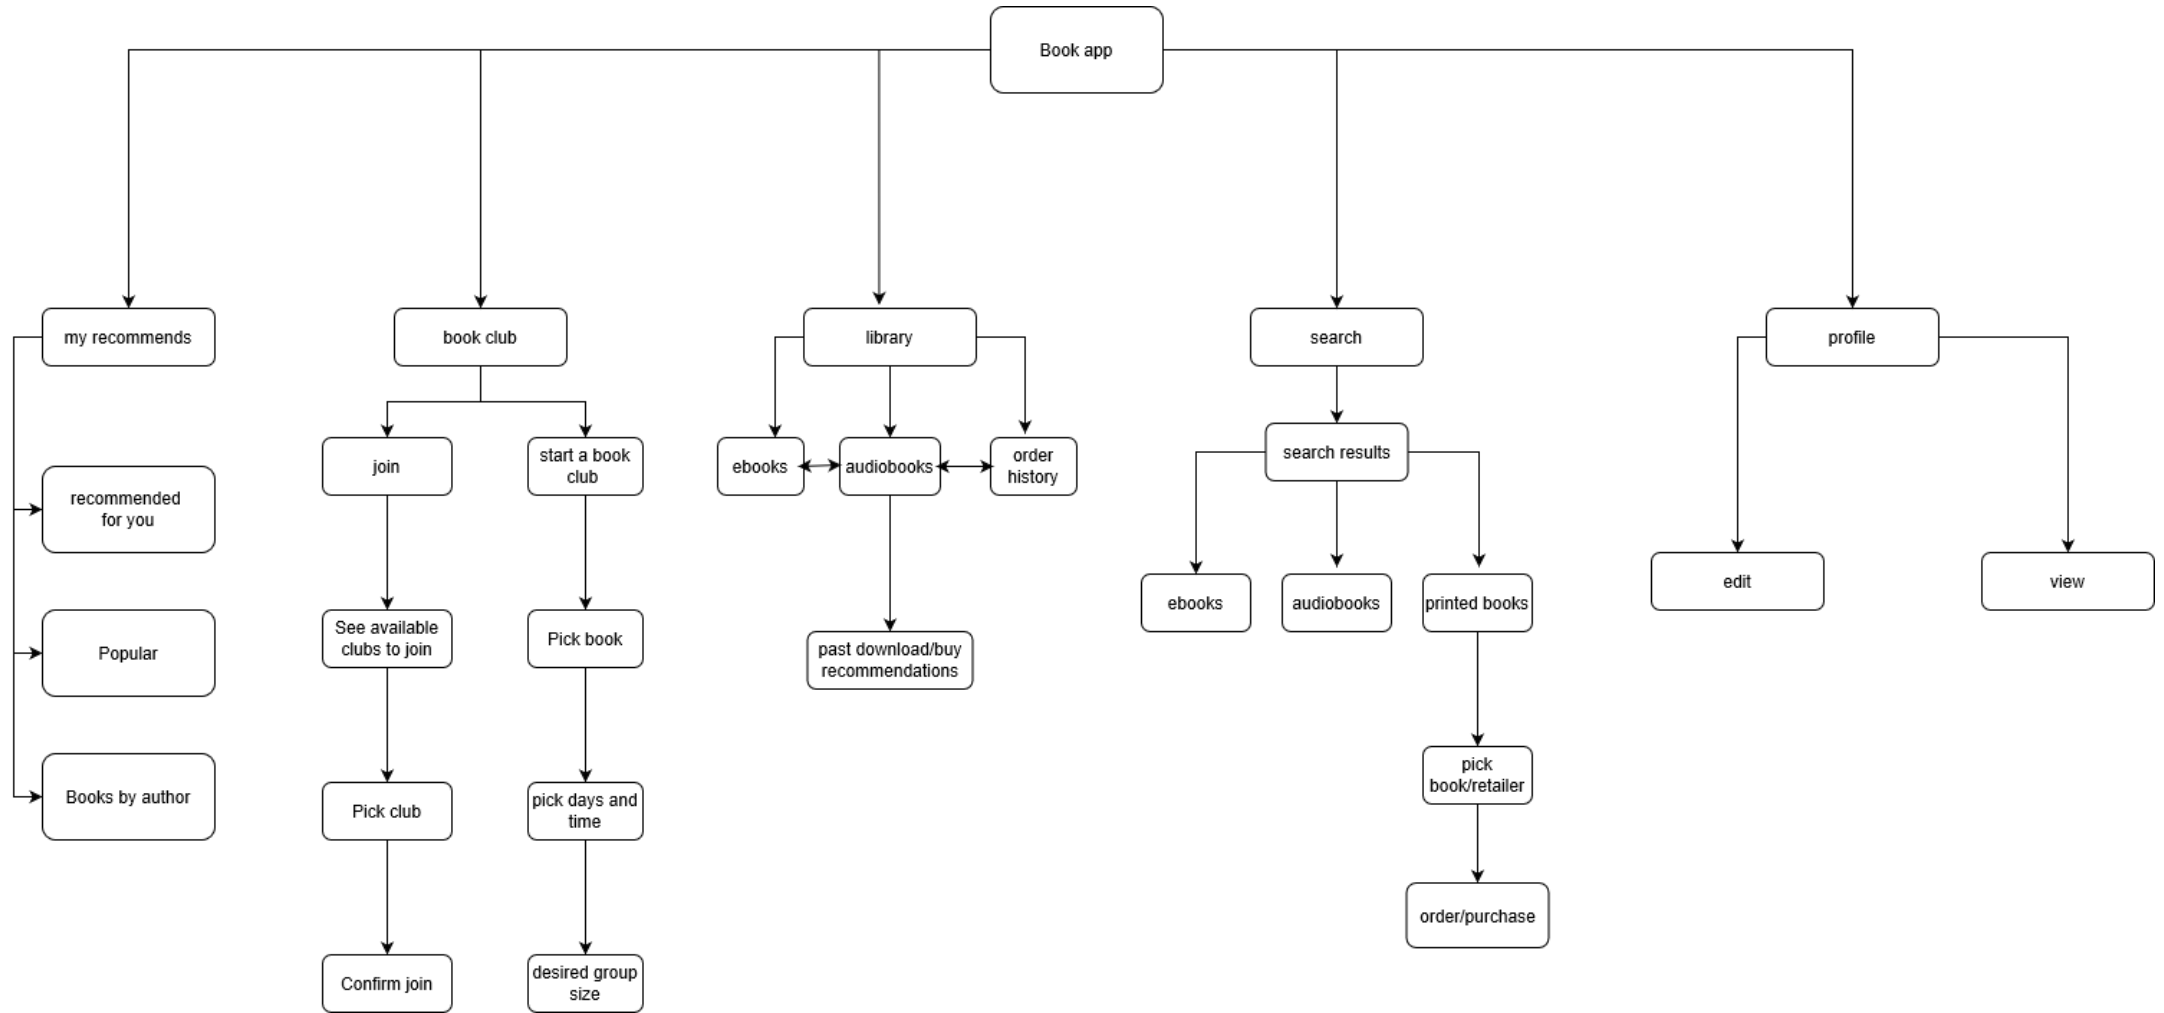 Book app
my recommends
book club
library
search
profile
recommended
for you
Popular
Books by author
join
start a book
club
See available
clubs to join
Pick book
Pick club
pick days and
time
Confirm join
desired group
size
ebooks
audiobooks
order
history
past download/buy
recommendations
search results
ebooks
audiobooks
printed books
pick
book/retailer
order/purchase
edit
view